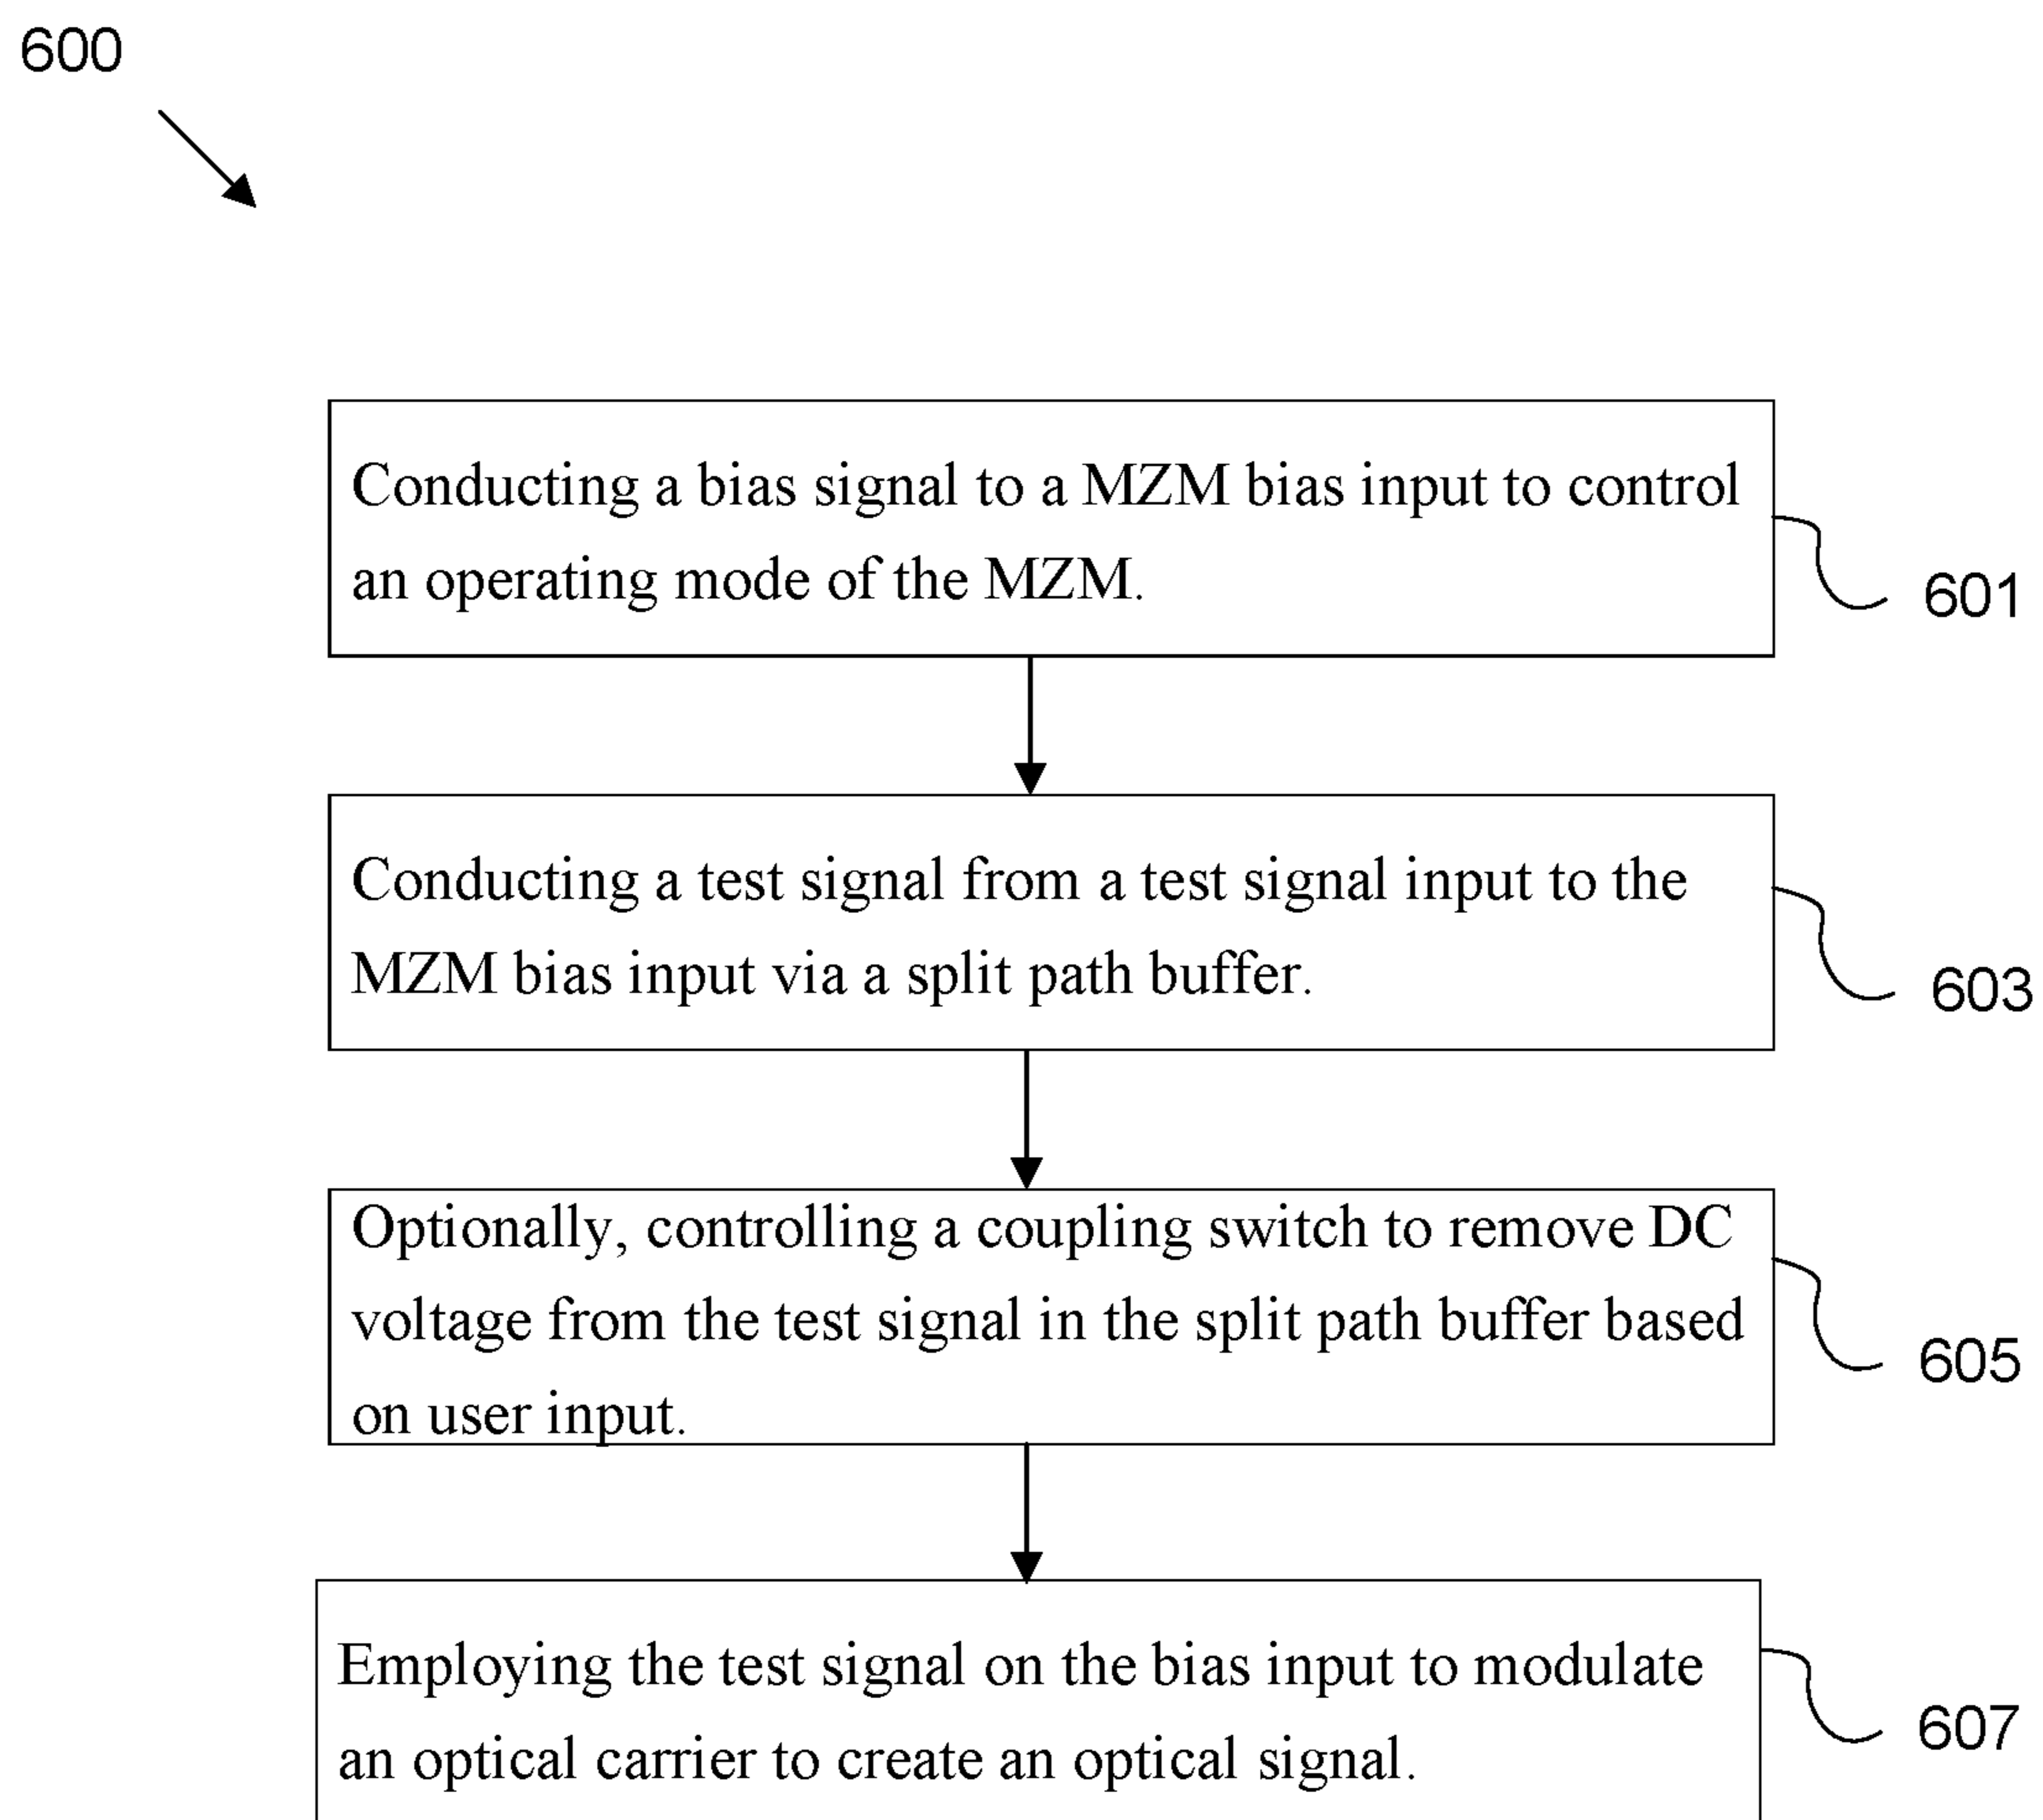 600
Conducting a bias signal to a MZM bias input to control
an operating mode of the MZM.
601
Conducting a test signal from a test signal input to the
MZM bias input via a split path buffer.
603
Optionally, controlling a coupling switch to remove DC
voltage from the test signal in the split path buffer based
on user input.
605
Employing the test signal on the bias input to modulate
an optical carrier to create an optical signal.
607